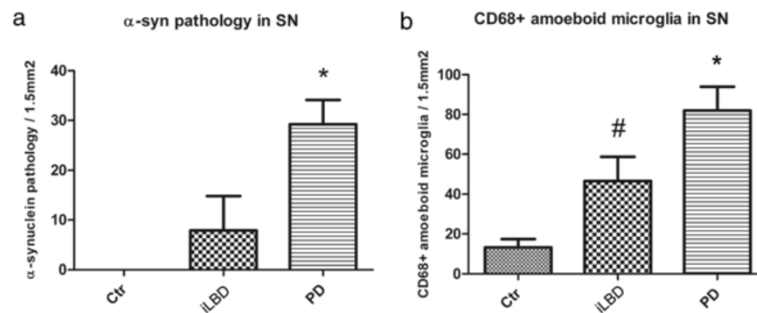 a
α-syn pathology in SN
α-synuclein pathology / 1.5mm2
40
30
20
10
0
*
Ctr
iLBD
PD
b
CD68+ amoeboid microglia in SN
CD68+ amoeboid microglia / 1.5mm2
100
80
60
40
20
0
#
*
Ctr
iLBD
PD